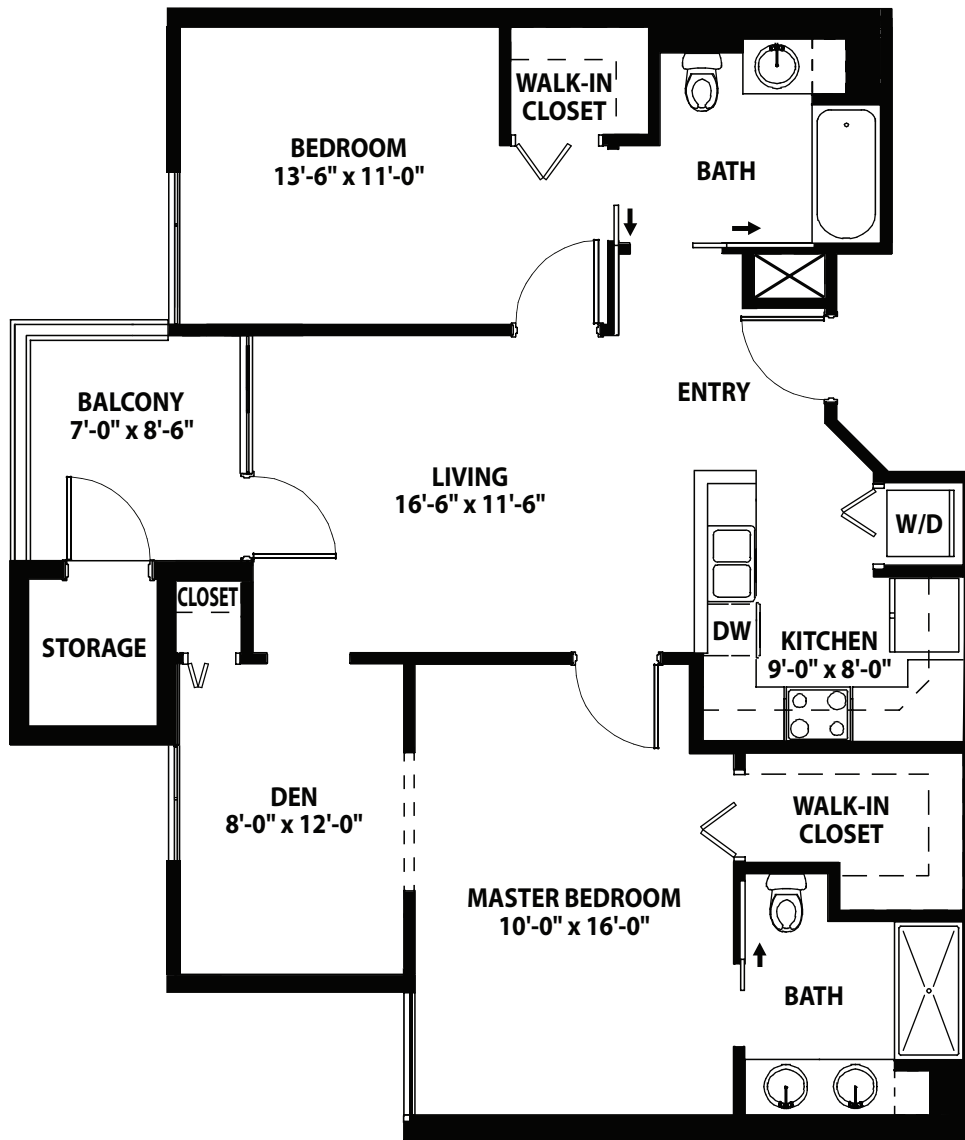 WALK-IN
CLOSET
BEDROOM
13'-6" x 11'-0"
BATH
ENTRY
BALCONY
7'-0" x 8'-6"
LIVING
16'-6" x 11'-6"
W/D
CLOSET
STORAGE
DW
KITCHEN
9'-0" x 8'-0"
DEN
8'-0" x 12'-0"
WALK-IN
CLOSET
MASTER BEDROOM
10'-0" x 16'-0"
BATH